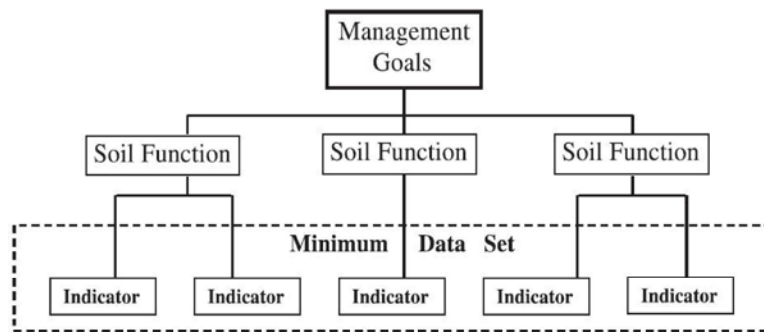 Management
Goals
Soil Function Soil Function Soil Function
Minimum Data Set
Indicator Indicator Indicator Indicator Indicator